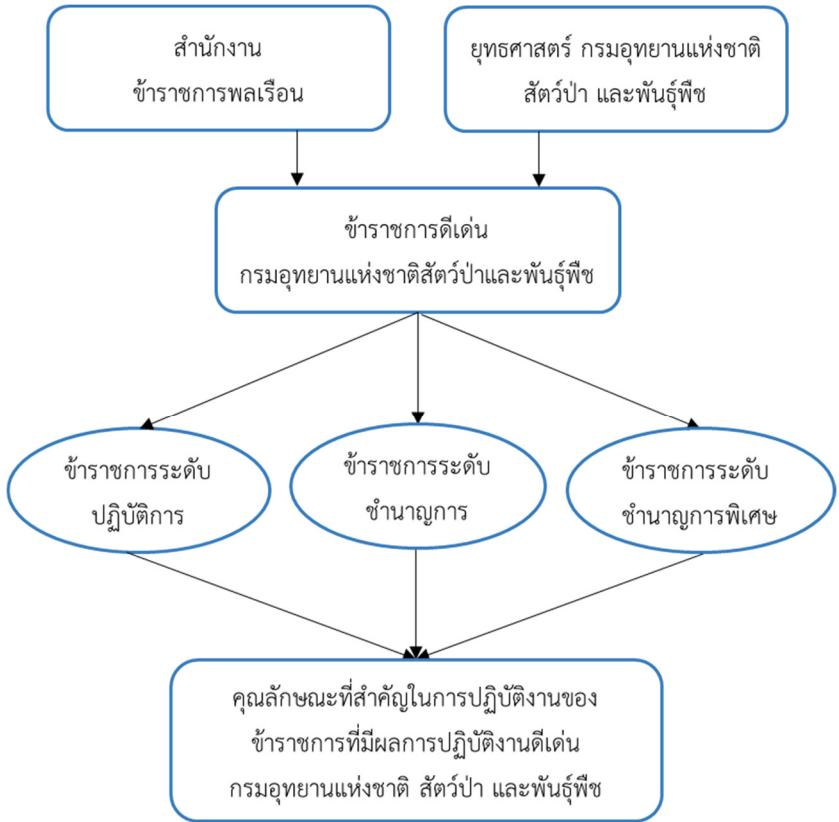 สำนักงาน
ข้าราชการพลเรือน
ยุทธศาสตร์ กรมอุทยานแห่งชาติ
สัตว์ป่า และพันธุ์พืช
ข้าราชการดีเด่น
กรมอุทยานแห่งชาติสัตว์ป่าและพันธุ์พืช
ข้าราชการระดับ
ปฏิบัติการ
ข้าราชการระดับ
ชำนาญการ
ข้าราชการระดับ
ชำนาญการพิเศษ
คุณลักษณะที่สำคัญในการปฏิบัติงานของ
ข้าราชการที่มีผลการปฏิบัติงานดีเด่น
กรมอุทยานแห่งชาติ สัตว์ป่า และพันธุ์พืช